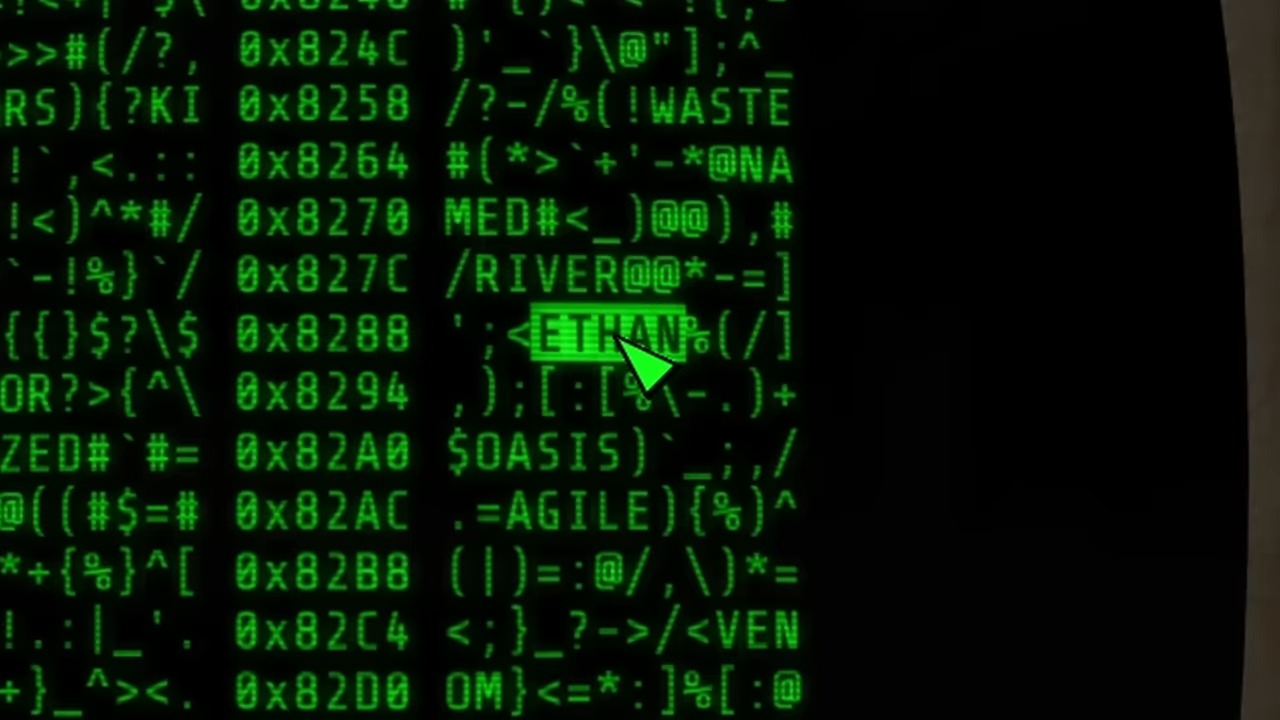 >>#(/?, 0x824C )'_`}\@"];^_
RS){?KI 0x8258 /?-/%(!WASTE
!`,<.:: 0x8264 #(*>`+'-*@NA
!<)^*#/ 0x8270 MED#<_)@@),#
`-!%}`/ 0x827C /RIVER@@*-=]
{{}$?\$ 0x8288 ';<ETHAN%(/]
OR?>{^\ 0x8294 ,);[:[%\-.)+
ZED#`#= 0x82A0 $OASIS)`_;,/
@((#$=# 0x82AC .=AGILE){%)^
*+{%}^[ 0x82B8 (|)=:@/,\)*=
!.:|_'. 0x82C4 <;}_?->/<VEN
+}_^><. 0x82D0 OM}<=*:]%[:@